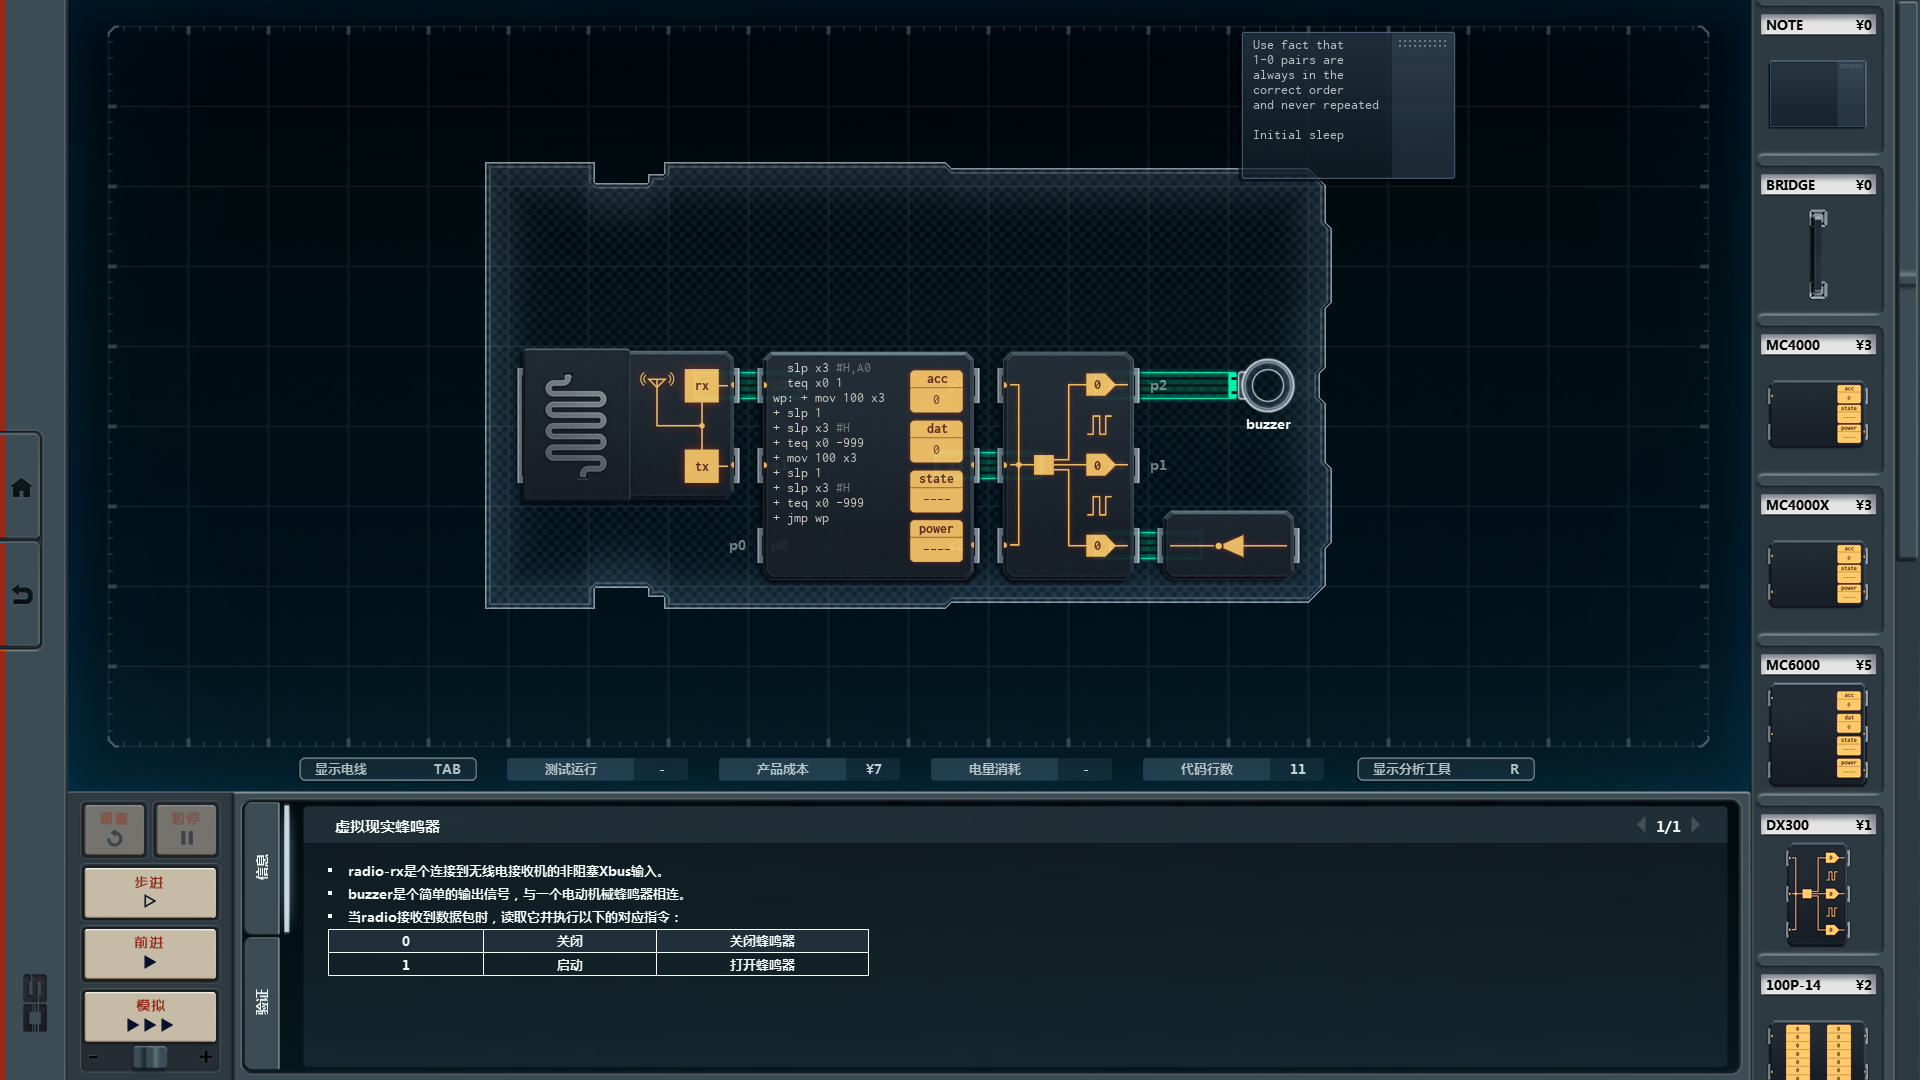 Use fact that
1-0 pairs are
always in the
correct order
and never repeated
Initial sleep
NOTE ¥0
BRIDGE ¥0
MC4000 ¥3
MC4000X ¥3
MC6000 ¥5
DX300 ¥1
100P-14 ¥2
rx
tx
slp x3 #H,A0
teq x0 1
wp: + mov 100 x3
+ slp 1
+ slp x3 #H
+ teq x0 -999
+ mov 100 x3
+ slp 1
+ slp x3 #H
+ teq x0 -999
+ jmp wp
acc
0
dat
0
state
----
power
----
p0 p0
0
0
0
p2
p1
buzzer
显示电线 TAB
测试运行 -
产品成本 ¥7
电量消耗 -
代码行数 11
显示分析工具 R
重置
暂停
步进
前进
模拟
- +
信息
验证
虚拟现实蜂鸣器
1/1
▪ radio-rx是个连接到无线电接收机的非阻塞Xbus输入。
▪ buzzer是个简单的输出信号，与一个电动机械蜂鸣器相连。
▪ 当radio接收到数据包时，读取它并执行以下的对应指令：
0 关闭 关闭蜂鸣器
1 启动 打开蜂鸣器